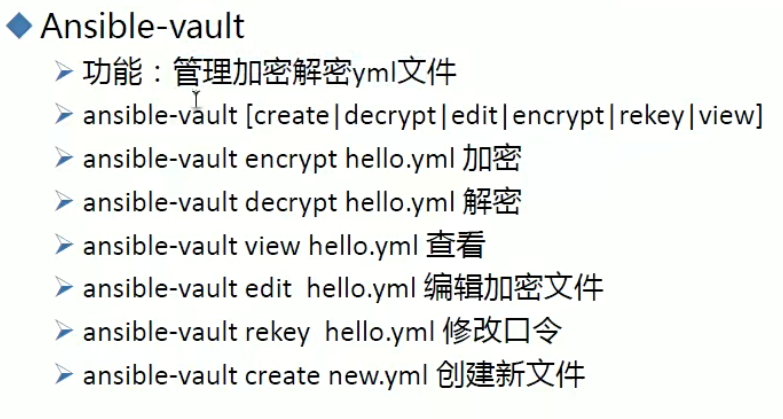 Ansible-vault
功能：管理加密解密yml文件
ansible-vault [create|decrypt|edit|encrypt|rekey|view]
ansible-vault encrypt hello.yml 加密
ansible-vault decrypt hello.yml 解密
ansible-vault view hello.yml 查看
ansible-vault edit  hello.yml 编辑加密文件
ansible-vault rekey  hello.yml 修改口令
ansible-vault create new.yml 创建新文件